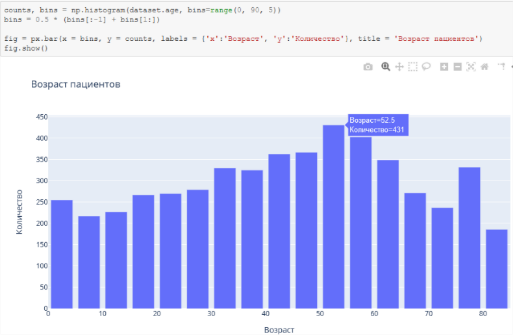 counts, bins = np.histogram(dataset.age, bins=range(0, 90, 5))
bins = 0.5 * (bins[:-1] + bins[1:])
fig = px.bar(x = bins, y = counts, labels = {'x':'Возраст', 'y':'Количество'}, title = 'Возраст пациентов')
fig.show()
Возраст пациентов
Возраст=52.5
Количество=431
450
400
350
300
250
200
150
100
50
0
Количество
0 10 20 30 40 50 60 70 80
Возраст